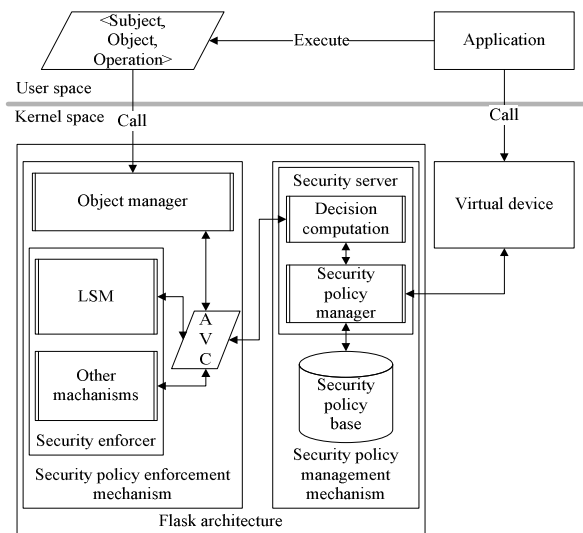 <Subject,
Object,
Operation>
Execute
Application
User space
Kernel space
Call
Call
Object manager
Security server
Decision
computation
Virtual device
LSM
A
V
C
Security
policy
manager
Other
machanisms
Security
policy
base
Security enforcer
Security policy enforcement
mechanism
Security policy
management
mechanism
Flask architecture